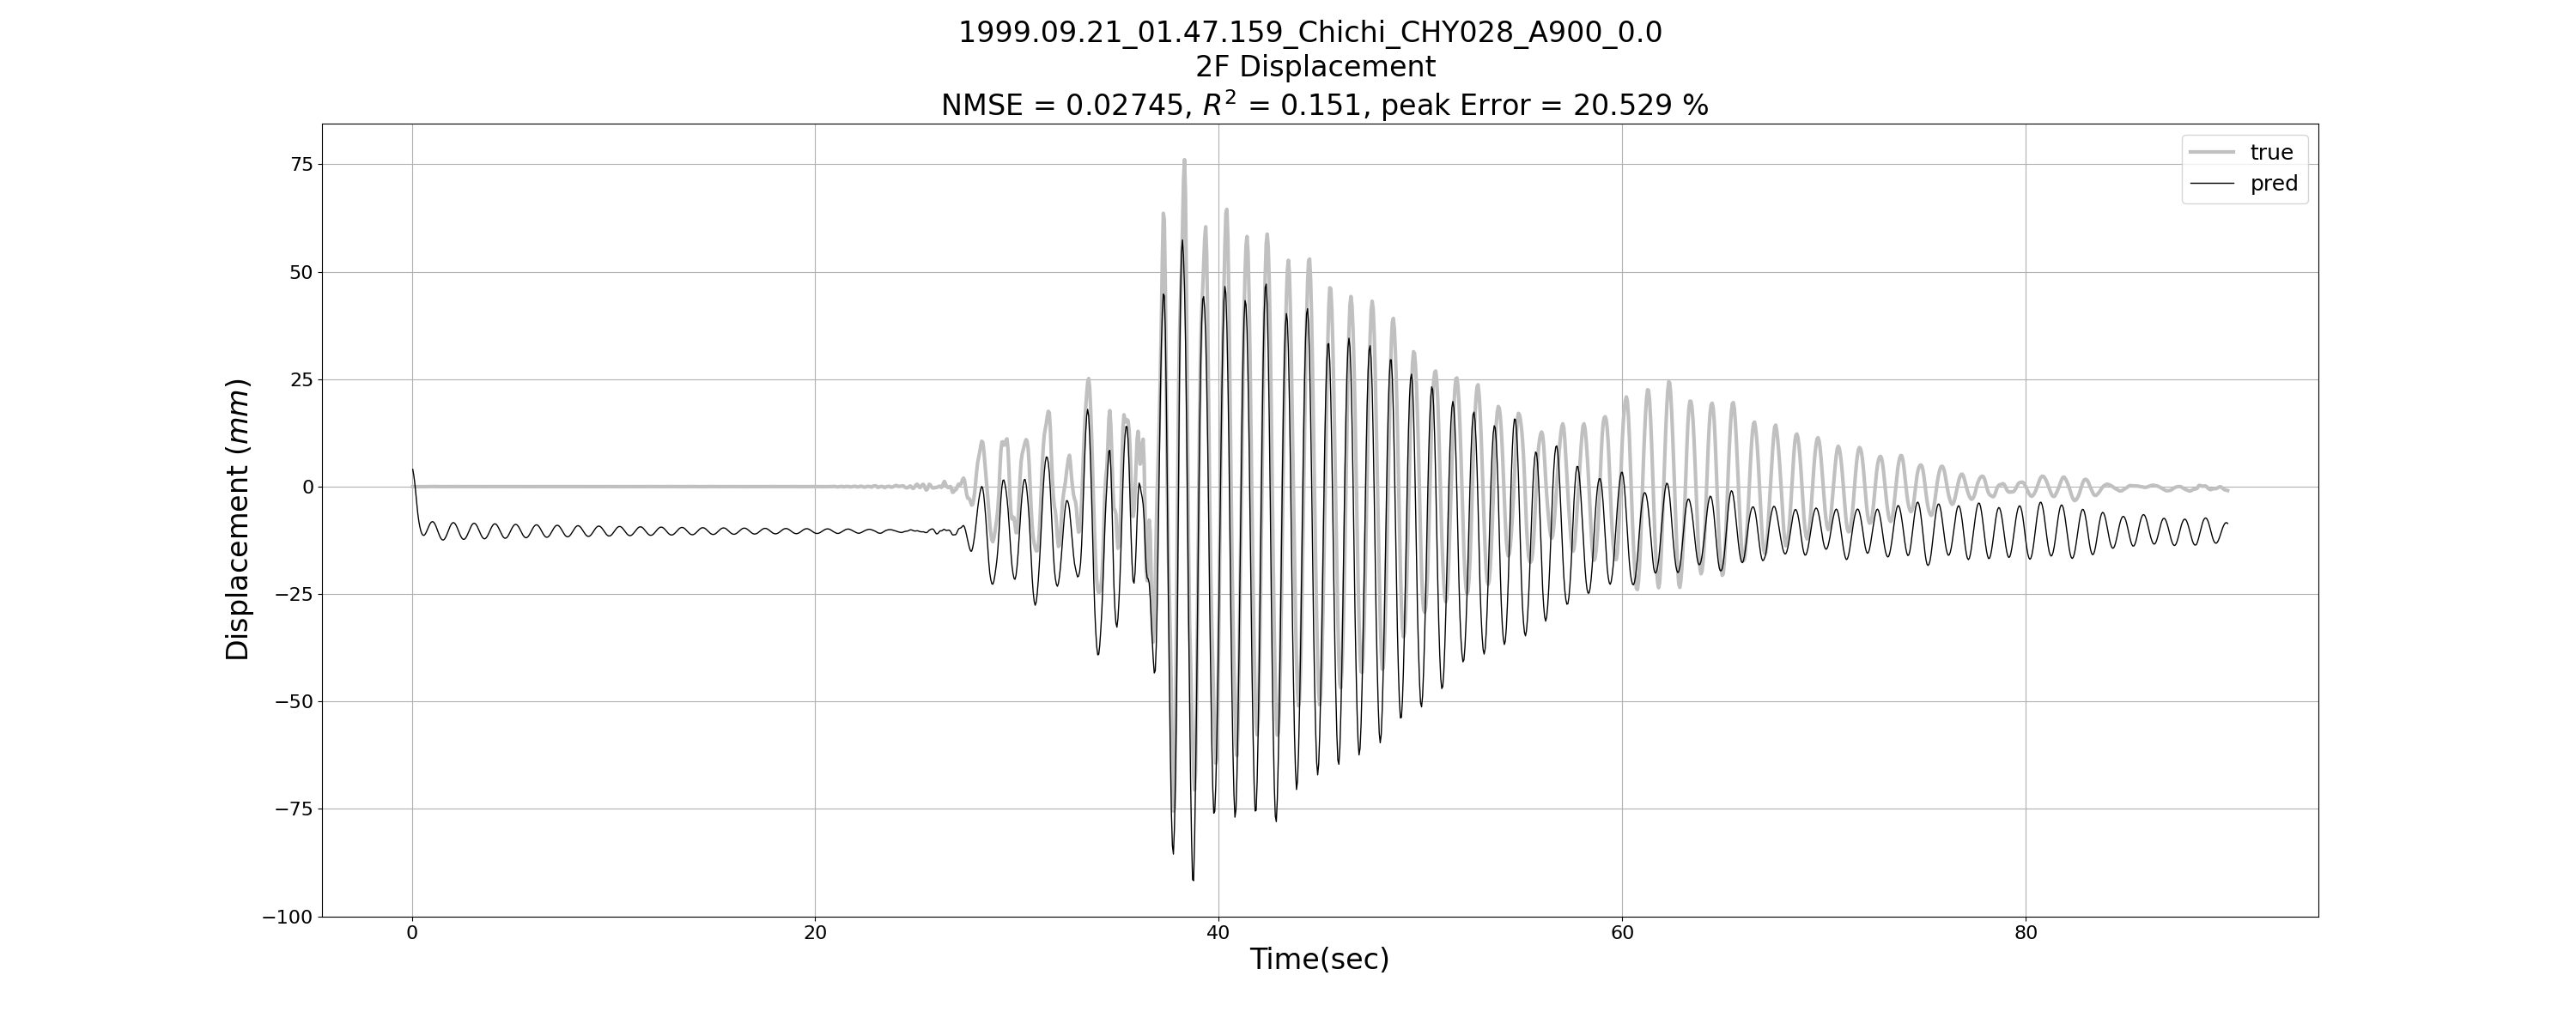 1999.09.21_01.47.159_Chichi_CHY028_A900_0.0
2F Displacement
NMSE = 0.02745, R² = 0.151, peak Error = 20.529 %
true
pred
75
50
25
0
−25
−50
−75
−100
Displacement (mm)
0 20 40 60 80
Time(sec)